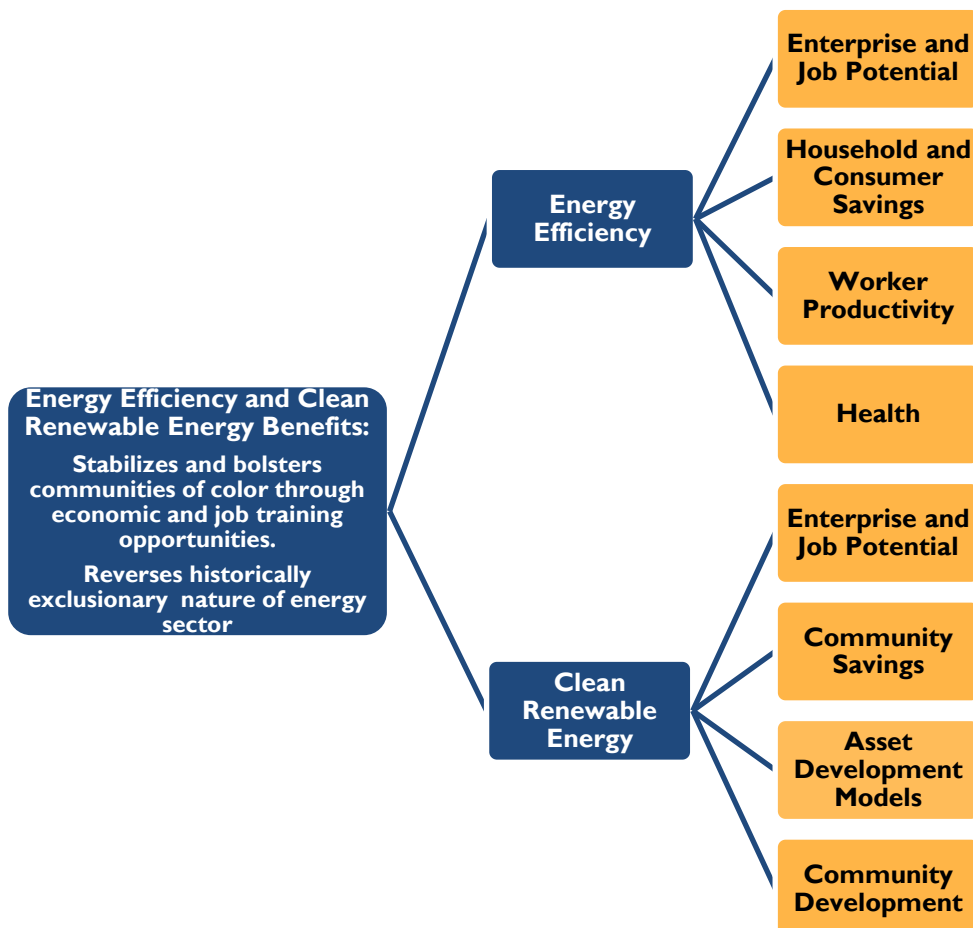 Enterprise and
Job Potential
Household and
Consumer
Savings
Energy
Efficiency
Worker
Productivity
Health
Energy Efficiency and Clean
Renewable Energy Benefits:
Stabilizes and bolsters
communities of color through
economic and job training
opportunities.
Reverses historically
exclusionary nature of energy
sector
Enterprise and
Job Potential
Community
Savings
Clean
Renewable
Energy
Asset
Development
Models
Community
Development